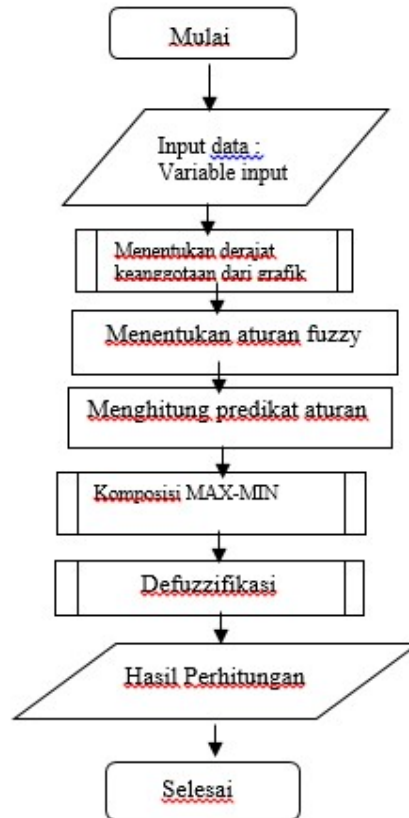 Mulai
Input data :
Variable input
Menentukan derajat
keanggotaan dari grafik
Menentukan aturan fuzzy
Menghitung predikat aturan
Komposisi MAX-MIN
Defuzzifikasi
Hasil Perhitungan
Selesai